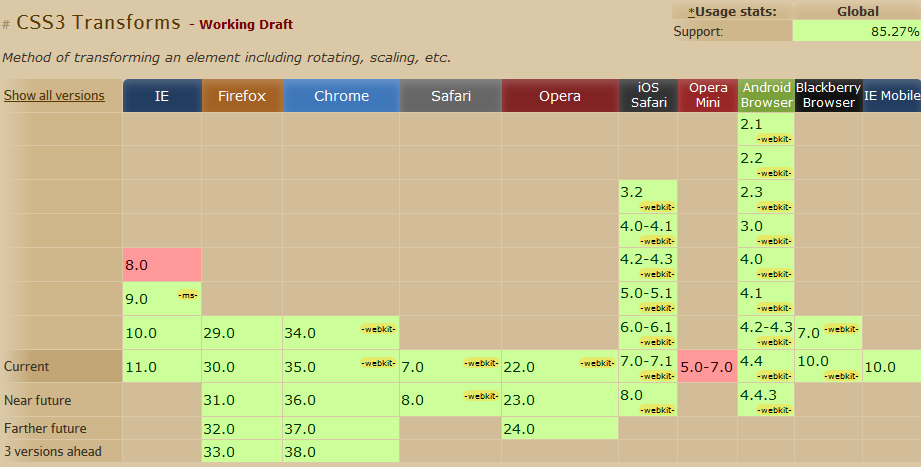 # CSS3 Transforms - Working Draft
*Usage stats: Global
Support: 85.27%
Method of transforming an element including rotating, scaling, etc.
Show all versions IE Firefox Chrome Safari Opera iOS Safari Opera Mini Android Browser Blackberry Browser IE Mobile
2.1 -webkit-
2.2 -webkit-
3.2 -webkit- 2.3 -webkit-
4.0-4.1 -webkit- 3.0 -webkit-
8.0 4.2-4.3 -webkit- 4.0 -webkit-
9.0 -ms- 5.0-5.1 -webkit- 4.1 -webkit-
10.0 29.0 34.0 -webkit- 6.0-6.1 -webkit- 4.2-4.3 -webkit- 7.0 -webkit-
Current 11.0 30.0 35.0 -webkit- 7.0 -webkit- 22.0 -webkit- 7.0-7.1 -webkit- 5.0-7.0 4.4 -webkit- 10.0 -webkit- 10.0
Near future 31.0 36.0 8.0 -webkit- 23.0 8.0 -webkit- 4.4.3 -webkit-
Farther future 32.0 37.0 24.0
3 versions ahead 33.0 38.0